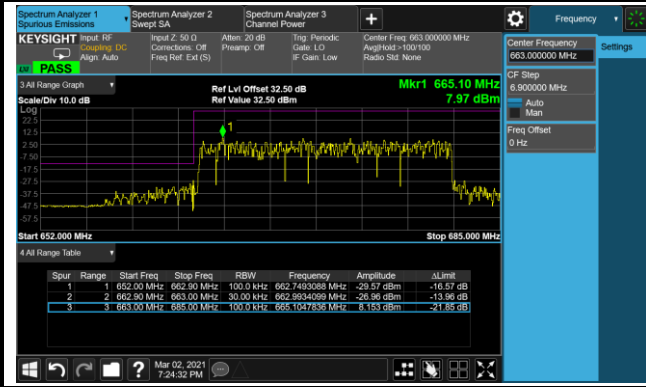 Spectrum Analyzer 1
Spurious Emissions
Spectrum Analyzer 2
Swept SA
Spectrum Analyzer 3
Channel Power
+
Frequency
KEYSIGHT
Input: RF
Coupling: DC
Align: Auto
Input Z: 50 Ω
Corrections: Off
Freq Ref: Ext (S)
Atten: 20 dB
Preamp: Off
Trig: Periodic
Gate: LO
IF Gain: Low
Center Freq: 663.000000 MHz
Avg|Hold:>100/100
Radio Std: None
PASS
Center Frequency
663.000000 MHz
Settings
CF Step
6.900000 MHz
Auto
Man
Freq Offset
0 Hz
3 All Range Graph
Scale/Div 10.0 dB
Ref Lvl Offset 32.50 dB
Ref Value 32.50 dBm
Mkr1 665.10 MHz
7.97 dBm
Log
22.5
12.5
2.50
-7.50
-17.5
-27.5
-37.5
-47.5
-57.5
1
Start 652.000 MHz
Stop 685.000 MHz
4 All Range Table
Spur Range Start Freq Stop Freq RBW Frequency Amplitude ΔLimit
1 1 652.00 MHz 662.90 MHz 100.0 kHz 662.7493088 MHz -29.57 dBm -16.57 dB
2 2 662.90 MHz 663.00 MHz 30.00 kHz 662.9934099 MHz -26.96 dBm -13.96 dB
3 3 663.00 MHz 685.00 MHz 100.0 kHz 665.1047836 MHz 8.153 dBm -21.85 dB
?
Mar 02, 2021
7:24:32 PM